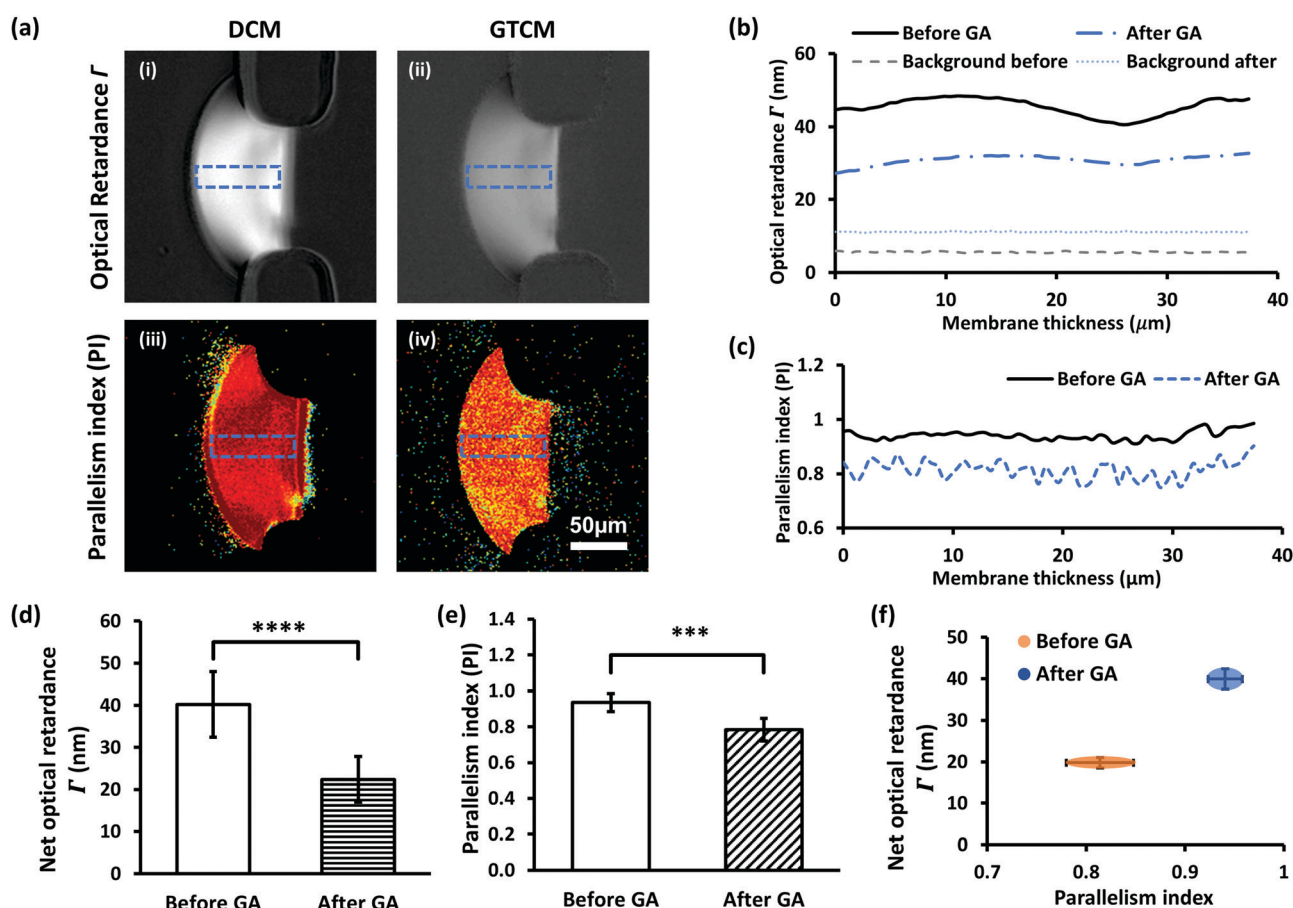 (a)
DCM
GTCM
Optical Retardance Γ
(i)
(ii)
Parallelism index (PI)
(iii)
(iv)
50μm
(b)
Before GA
After GA
Background before
Background after
Optical retardance Γ (nm)
60
40
20
0
0 10 20 30 40
Membrane thickness (μm)
(c)
Parallelism index (PI)
1.2
1
0.8
0.6
Before GA
After GA
0 10 20 30 40
Membrane thickness (μm)
(d)
Net optical retardance
Γ (nm)
60
50
40
30
20
10
0
****
Before GA After GA
(e)
Parallelism index (PI)
1.4
1.2
1.0
0.8
0.6
0.4
0.2
0.0
***
Before GA After GA
(f)
Net optical retardance
Γ (nm)
50
40
30
20
10
0
Before GA
After GA
0.7 0.8 0.9 1
Parallelism index